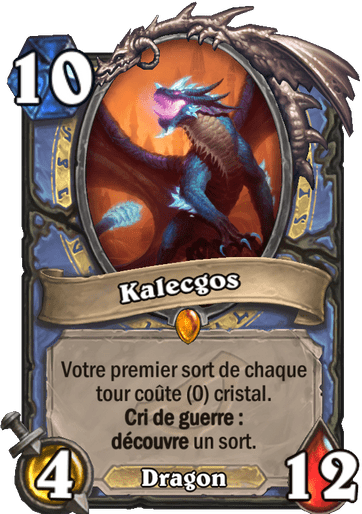 10
Kalecgos
Votre premier sort de chaque
tour coûte (0) cristal.
Cri de guerre :
découvre un sort.
4
Dragon
12